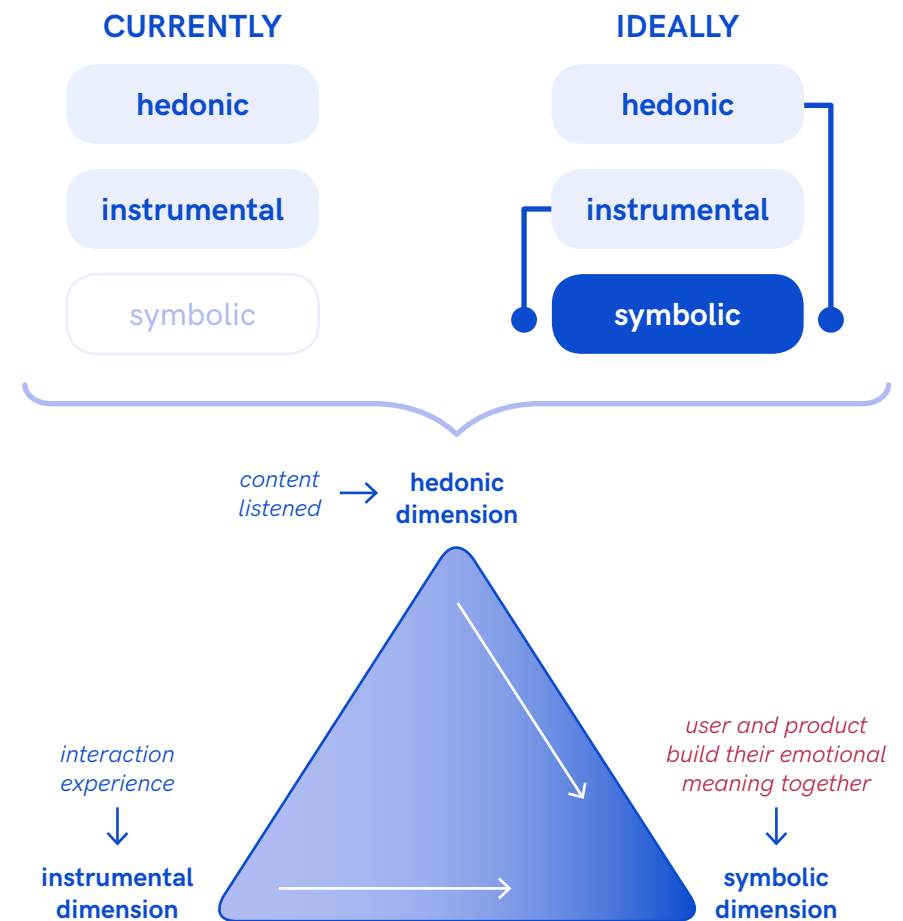 CURRENTLY
hedonic
instrumental
symbolic
IDEALLY
hedonic
instrumental
symbolic
content
listened
hedonic
dimension
interaction
experience
instrumental
dimension
user and product
build their emotional
meaning together
symbolic
dimension